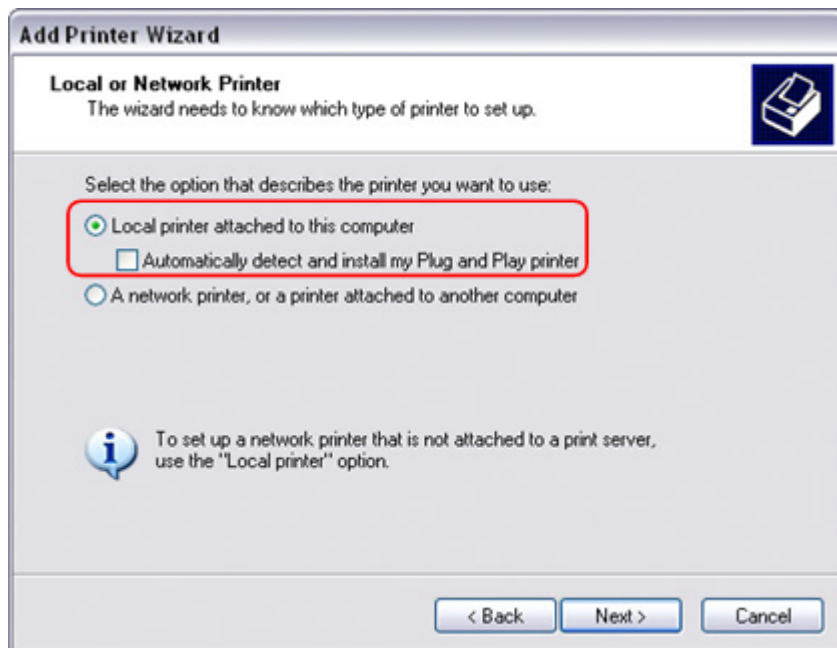 Add Printer Wizard
Local or Network Printer
The wizard needs to know which type of printer to set up.
Select the option that describes the printer you want to use:
Local printer attached to this computer
Automatically detect and install my Plug and Play printer
A network printer, or a printer attached to another computer
To set up a network printer that is not attached to a print server,
use the "Local printer" option.
< Back
Next >
Cancel